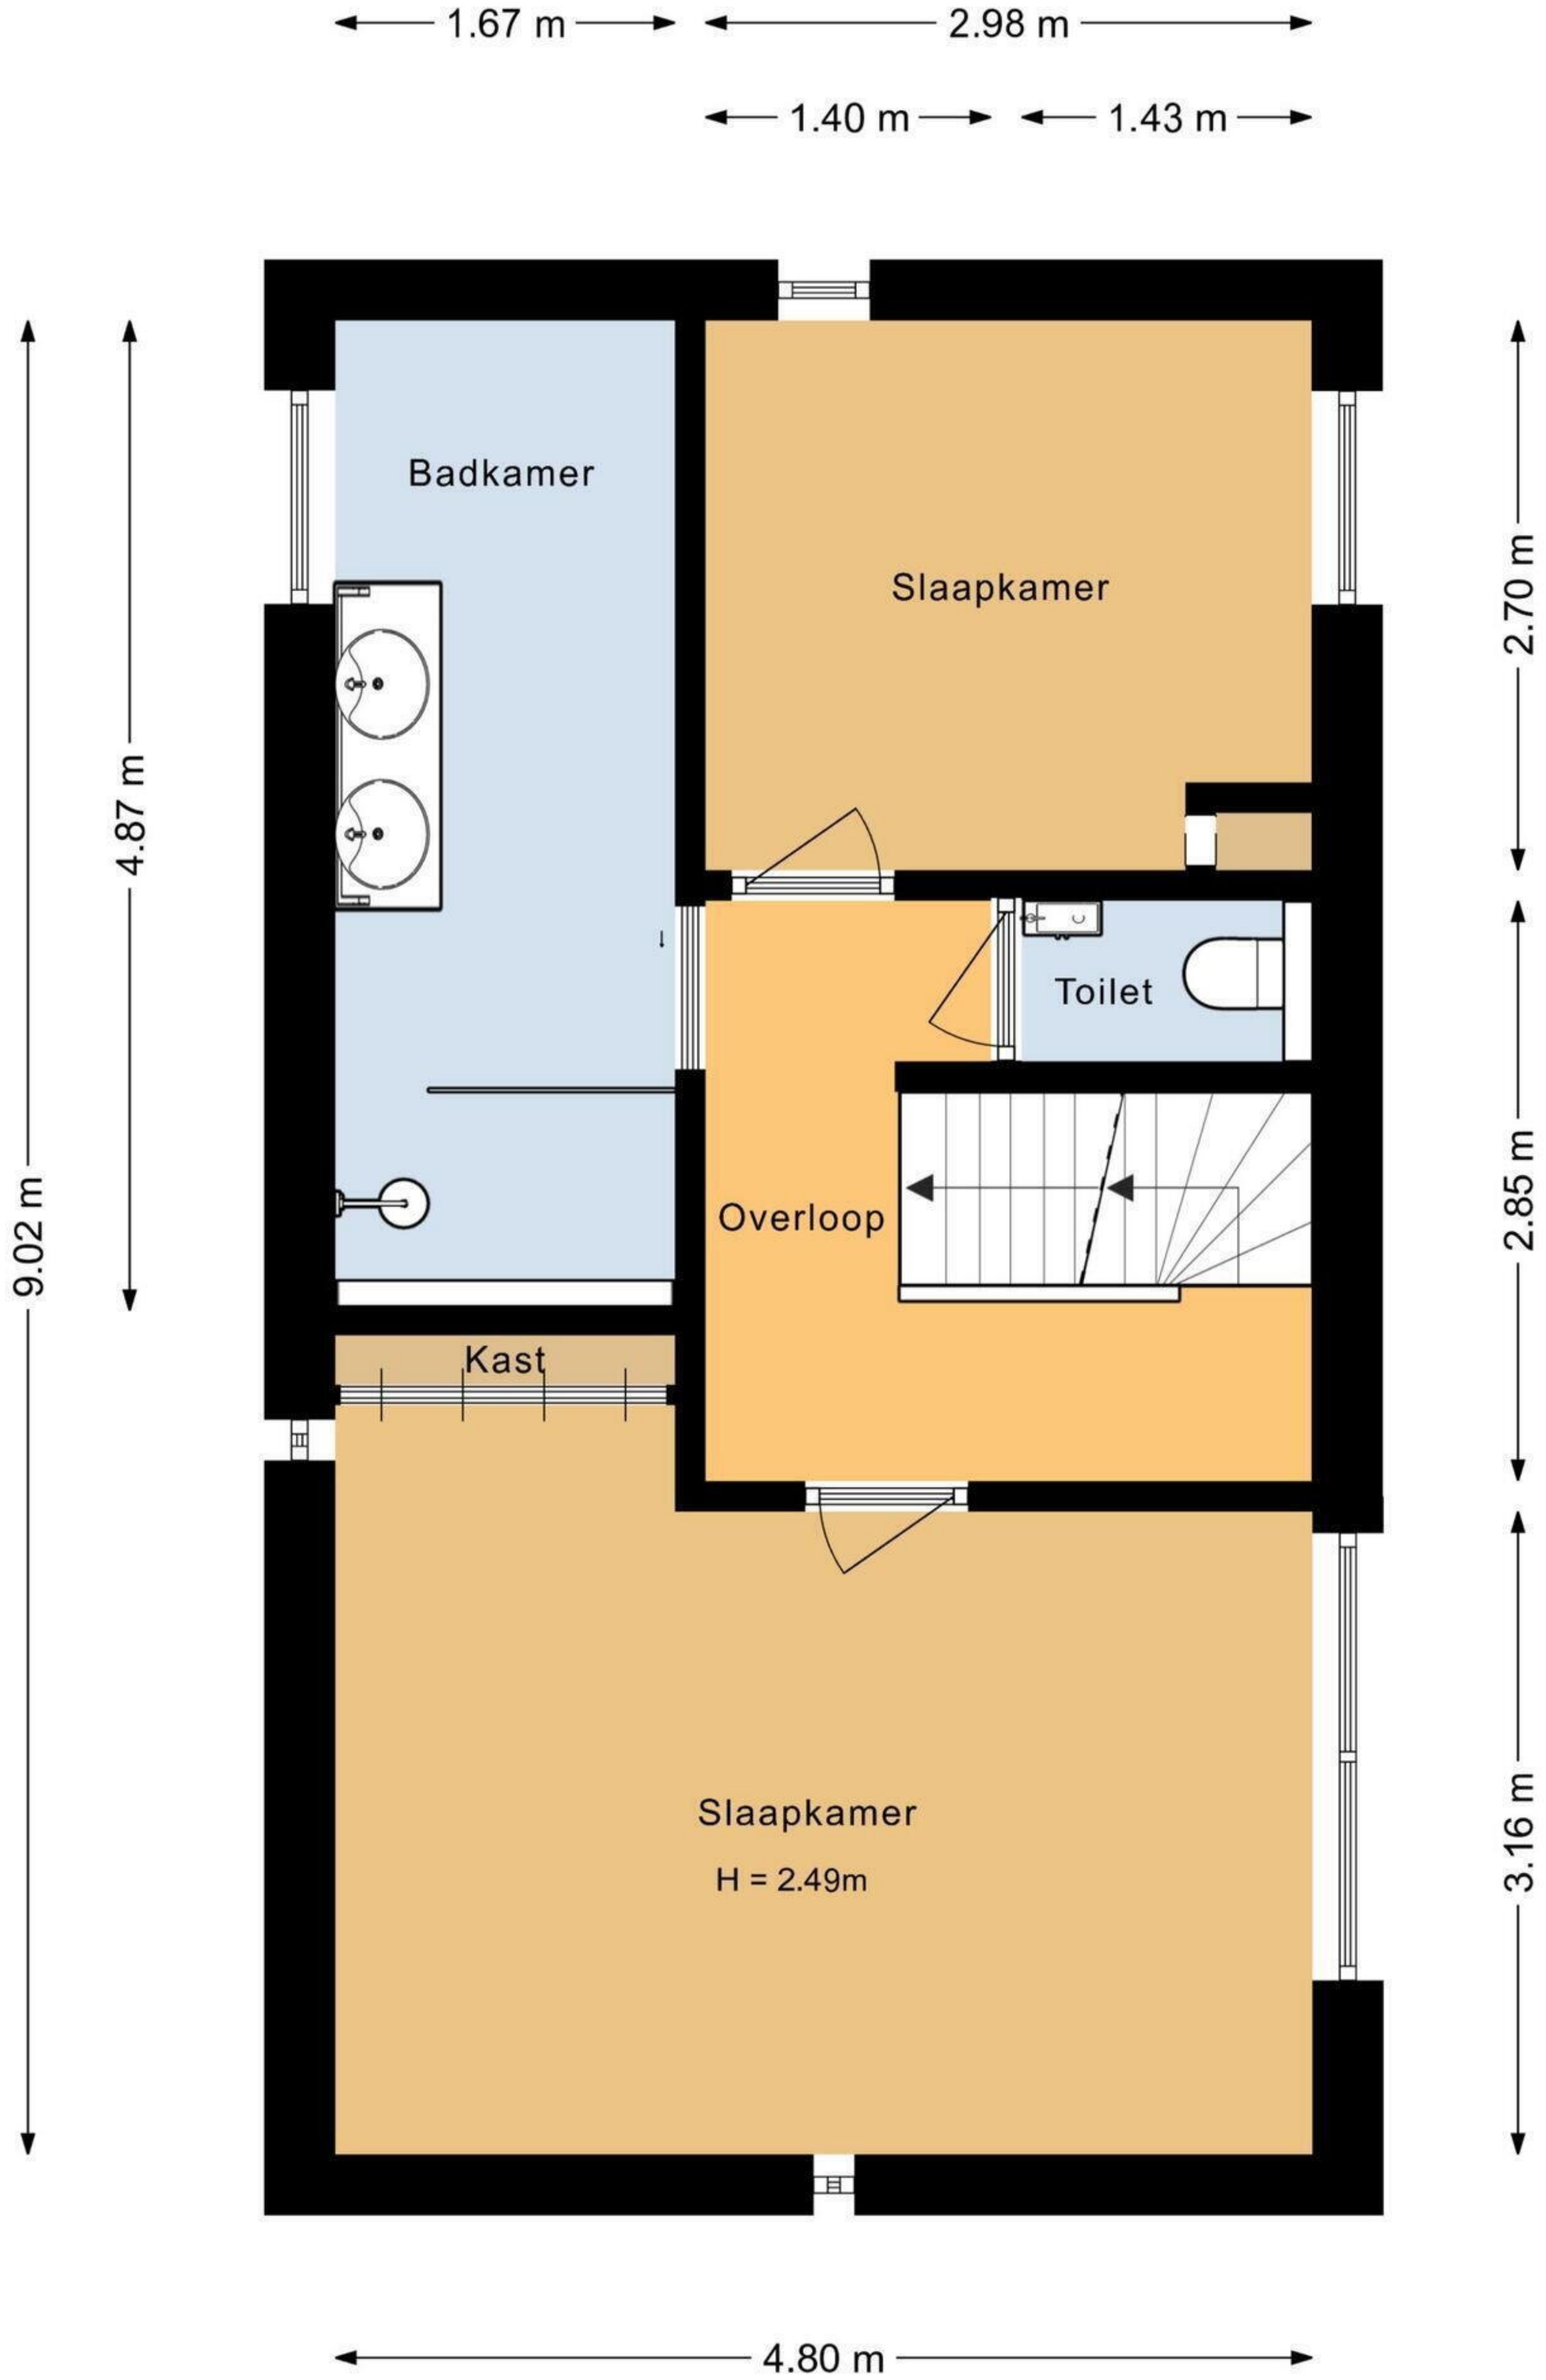 1.67 m
2.98 m
1.40 m
1.43 m
Badkamer
Slaapkamer
2.70 m
4.87 m
Toilet
2.85 m
9.02 m
Overloop
Kast
Slaapkamer
H = 2.49m
3.16 m
4.80 m